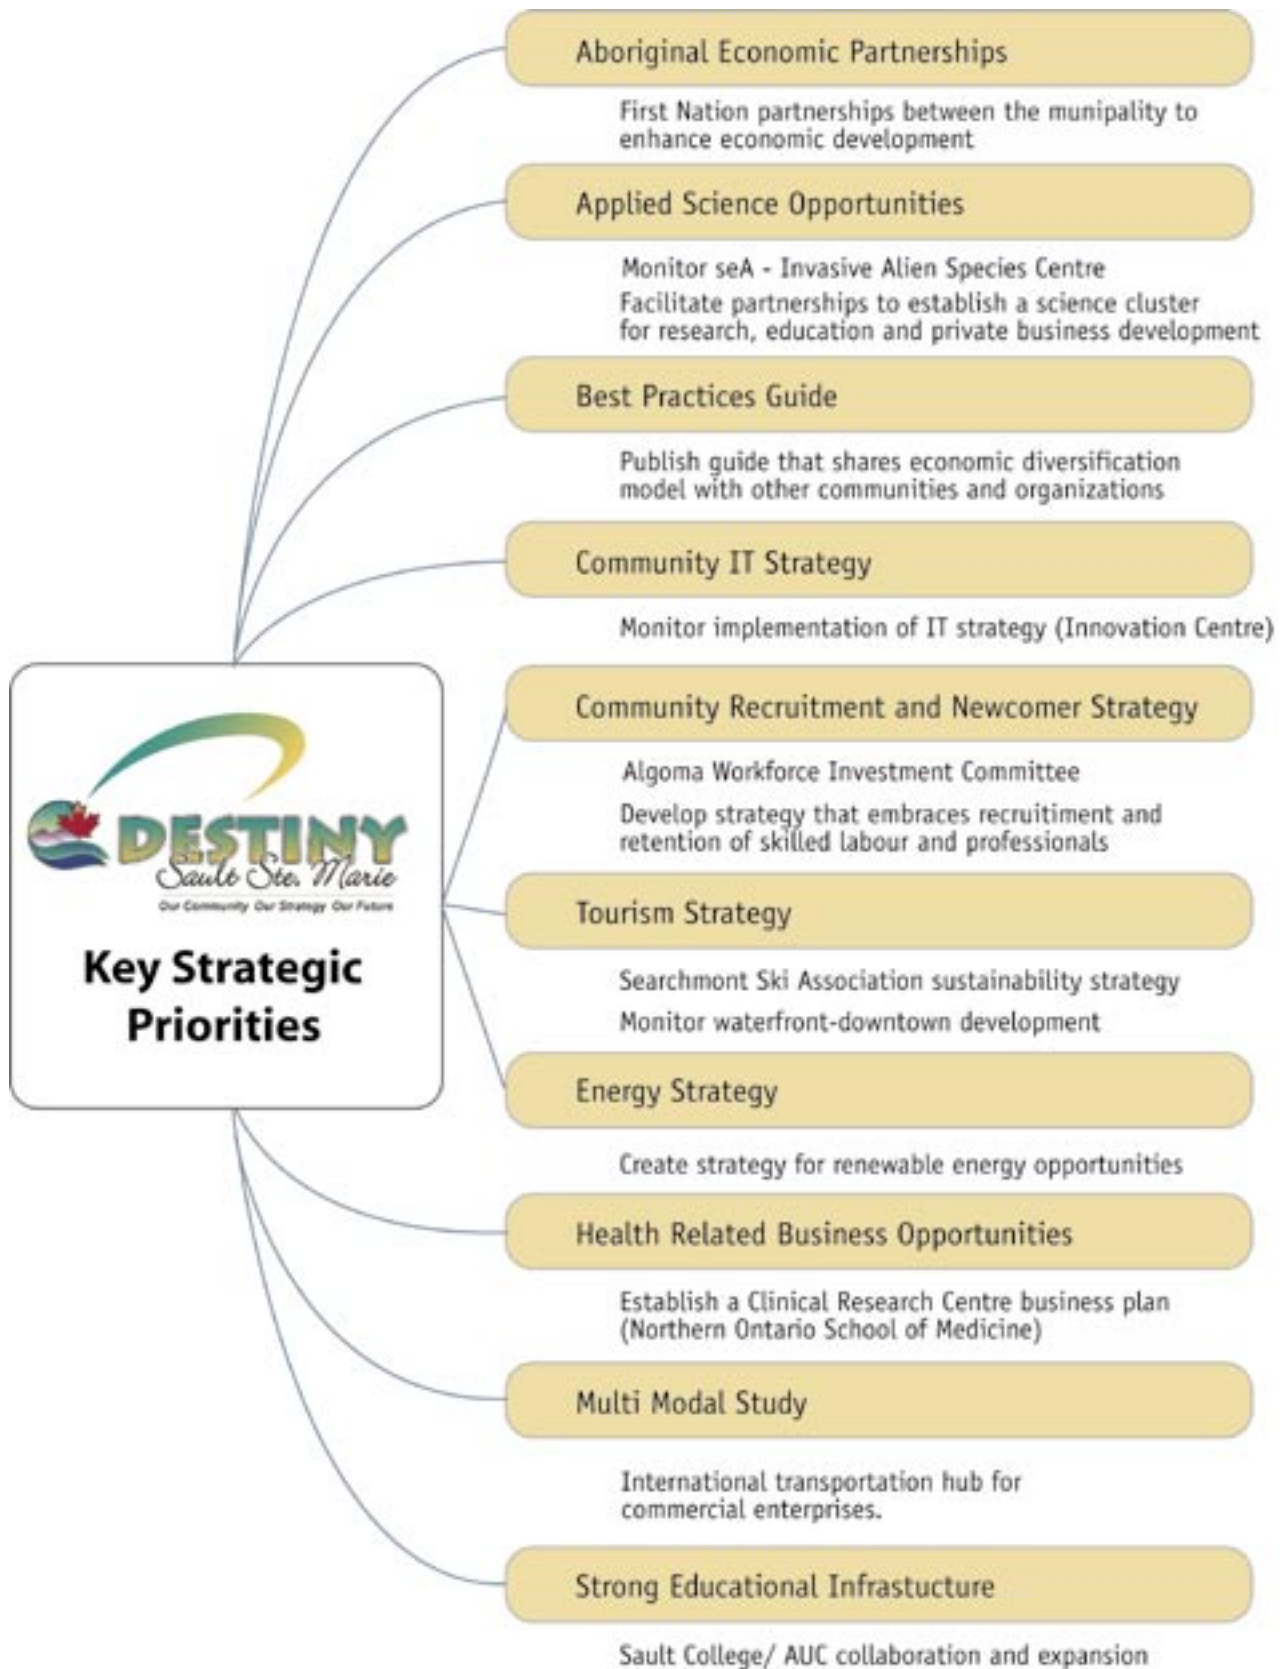 Aboriginal Economic Partnerships
First Nation partnerships between the munipality to
enhance economic development
Applied Science Opportunities
Monitor seA - Invasive Alien Species Centre
Facilitate partnerships to establish a science cluster
for research, education and private business development
Best Practices Guide
Publish guide that shares economic diversification
model with other communities and organizations
Community IT Strategy
Monitor implementation of IT strategy (Innovation Centre)
DESTINY
Sault Ste. Marie
Our Community Our Strategy Our Future
Key Strategic
Priorities
Community Recruitment and Newcomer Strategy
Algoma Workforce Investment Committee
Develop strategy that embraces recruitiment and
retention of skilled labour and professionals
Tourism Strategy
Searchmont Ski Association sustainability strategy
Monitor waterfront-downtown development
Energy Strategy
Create strategy for renewable energy opportunities
Health Related Business Opportunities
Establish a Clinical Research Centre business plan
(Northern Ontario School of Medicine)
Multi Modal Study
International transportation hub for
commercial enterprises.
Strong Educational Infrastucture
Sault College/ AUC collaboration and expansion